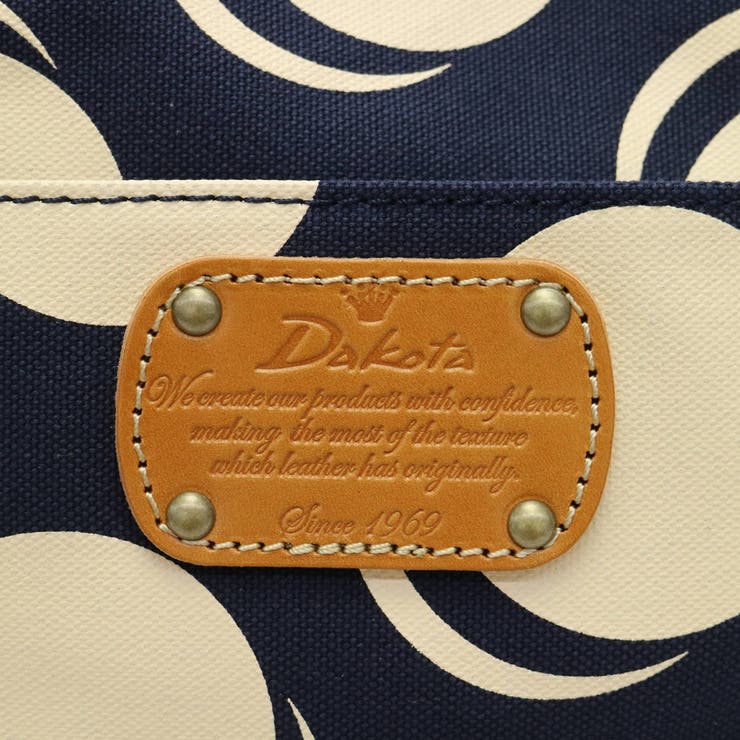 Dakota
We create our products with confidence,
making the most of the texture
which leather has originally.
Since 1969